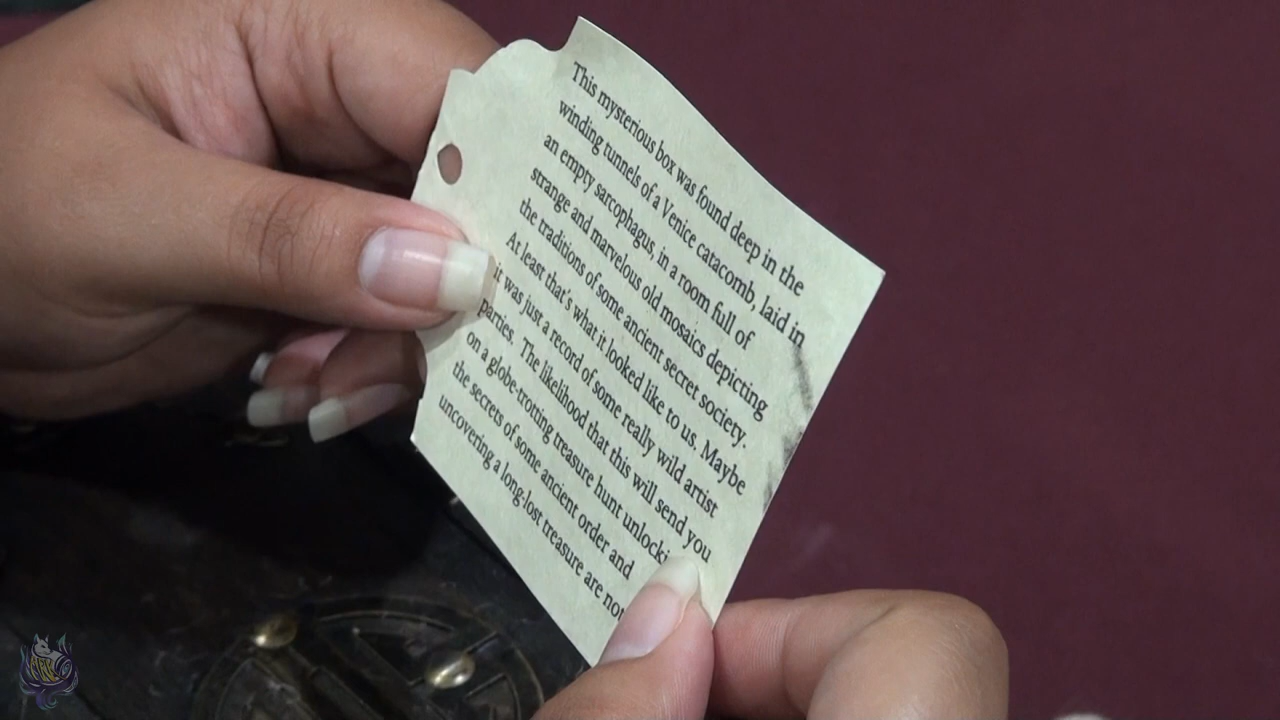 This mysterious box was found deep in the
winding tunnels of a Venice catacomb, laid in
an empty sarcophagus, in a room full of
strange and marvelous old mosaics depicting
the traditions of some ancient secret society.
At least that's what it looked like to us. Maybe
it was just a record of some really wild artist
parties. The likelihood that this will send you
on a globe-trotting treasure hunt unlocki
the secrets of some ancient order and
uncovering a long-lost treasure are not